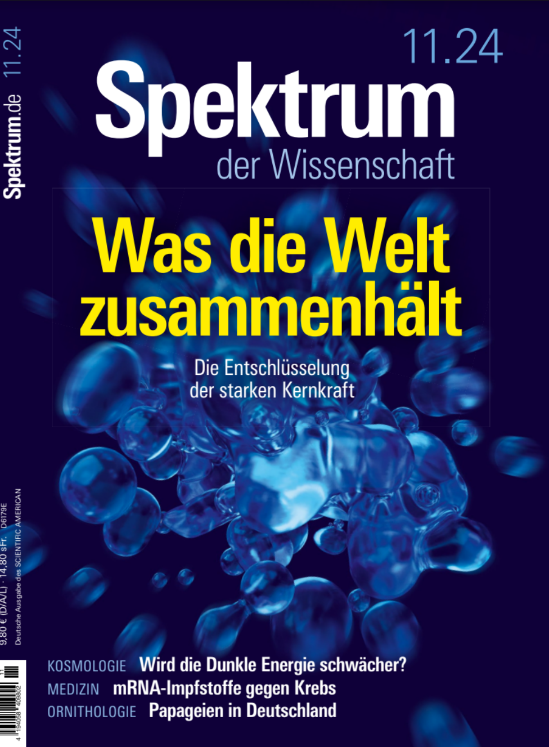 11.24
Spektrum
der Wissenschaft
Was die Welt
zusammenhält
Die Entschlüsselung
der starken Kernkraft
KOSMOLOGIE Wird die Dunkle Energie schwächer?
MEDIZIN mRNA-Impfstoffe gegen Krebs
ORNITHOLOGIE Papageien in Deutschland
Spektrum.de 11.24
9,80 € (D/A/L) · 14,80 sFr. D6179E
Deutsche Ausgabe des SCIENTIFIC AMERICAN
11